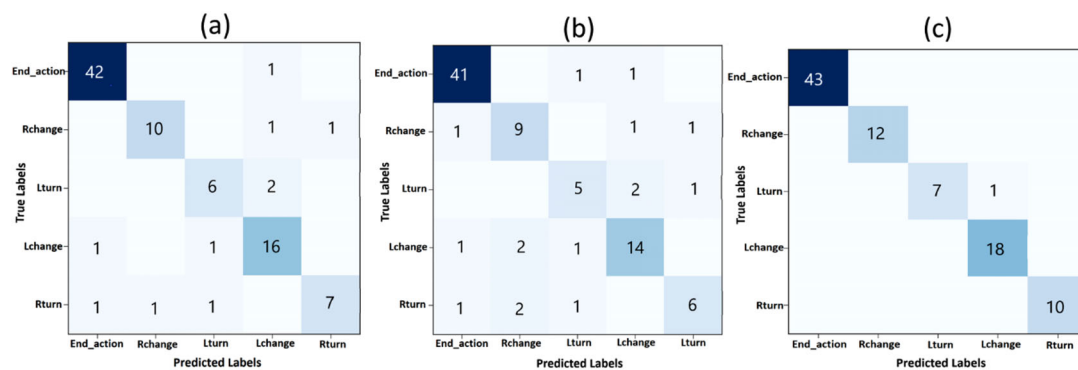 (a)
True Labels
End_action 42 1
Rchange 10 1 1
Lturn 6 2
Lchange 1 1 16
Rturn 1 1 1 7
End_action Rchange Lturn Lchange Rturn
Predicted Labels
(b)
True Labels
End_action 41 1 1
Rchange 1 9 1 1
Lturn 5 2 1
Lchange 1 2 1 14
Rturn 1 2 1 6
End_action Rchange Lturn Lchange Lturn
Predicted Labels
(c)
True Labels
End_action 43
Rchange 12
Lturn 7 1
Lchange 18
Rturn 10
End_action Rchange Lturn Lchange Rturn
Predicted Labels